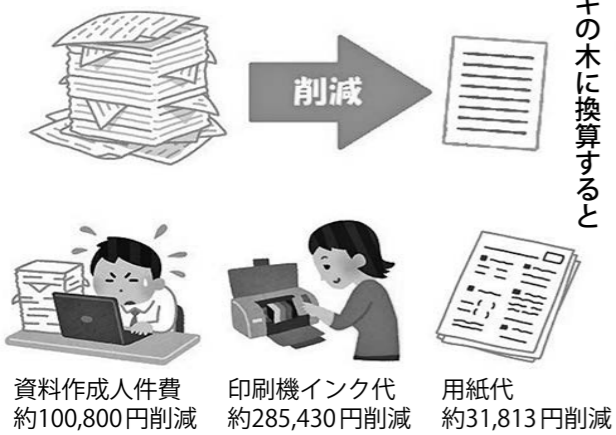 キの木に換算すると
削減
資料作成人件費
約100,800円削減
印刷機インク代
約285,430円削減
用紙代
約31,813円削減